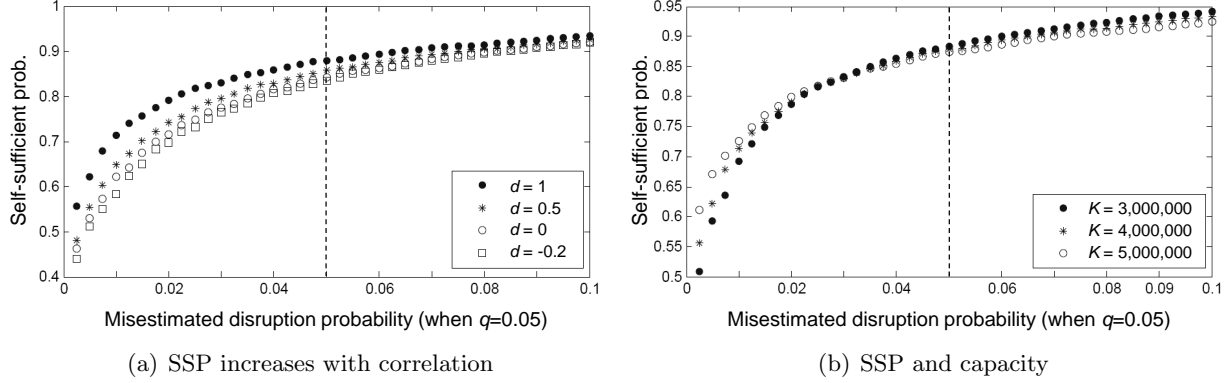 1
0.9
0.8
0.7
0.6
0.5
0.4
Self-sufficient prob.
0
0.02
0.04
0.06
0.08
0.1
d = 1
d = 0.5
d = 0
d = -0.2
Misestimated disruption probability (when q=0.05)
(a) SSP increases with correlation
0.95
0.9
0.85
0.8
0.75
0.7
0.65
0.6
0.55
0.5
Self-sufficient prob.
0
0.02
0.04
0.06
0.08
0.09
0.1
K = 3,000,000
K = 4,000,000
K = 5,000,000
Misestimated disruption probability (when q=0.05)
(b) SSP and capacity